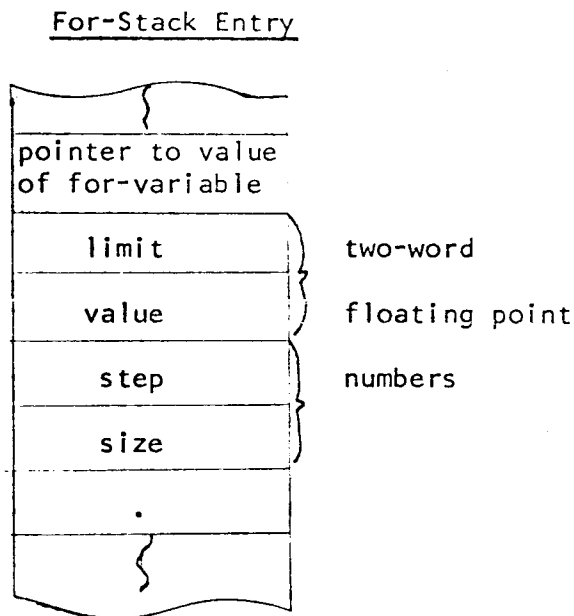 For-Stack Entry
pointer to value
of for-variable
limit
two-word
value
floating point
step
numbers
size
.